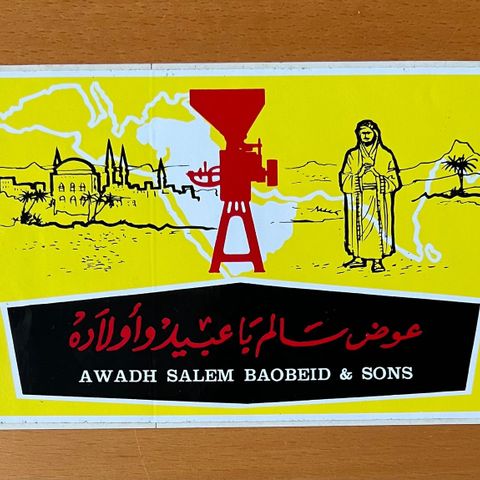 عوض سالم باعبيد وأولاده
AWADH SALEM BAOBEID & SONS